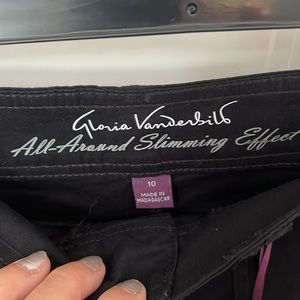 Gloria Vanderbilt
All-Around Slimming Effect
10
MADE IN
MADAGASCAR